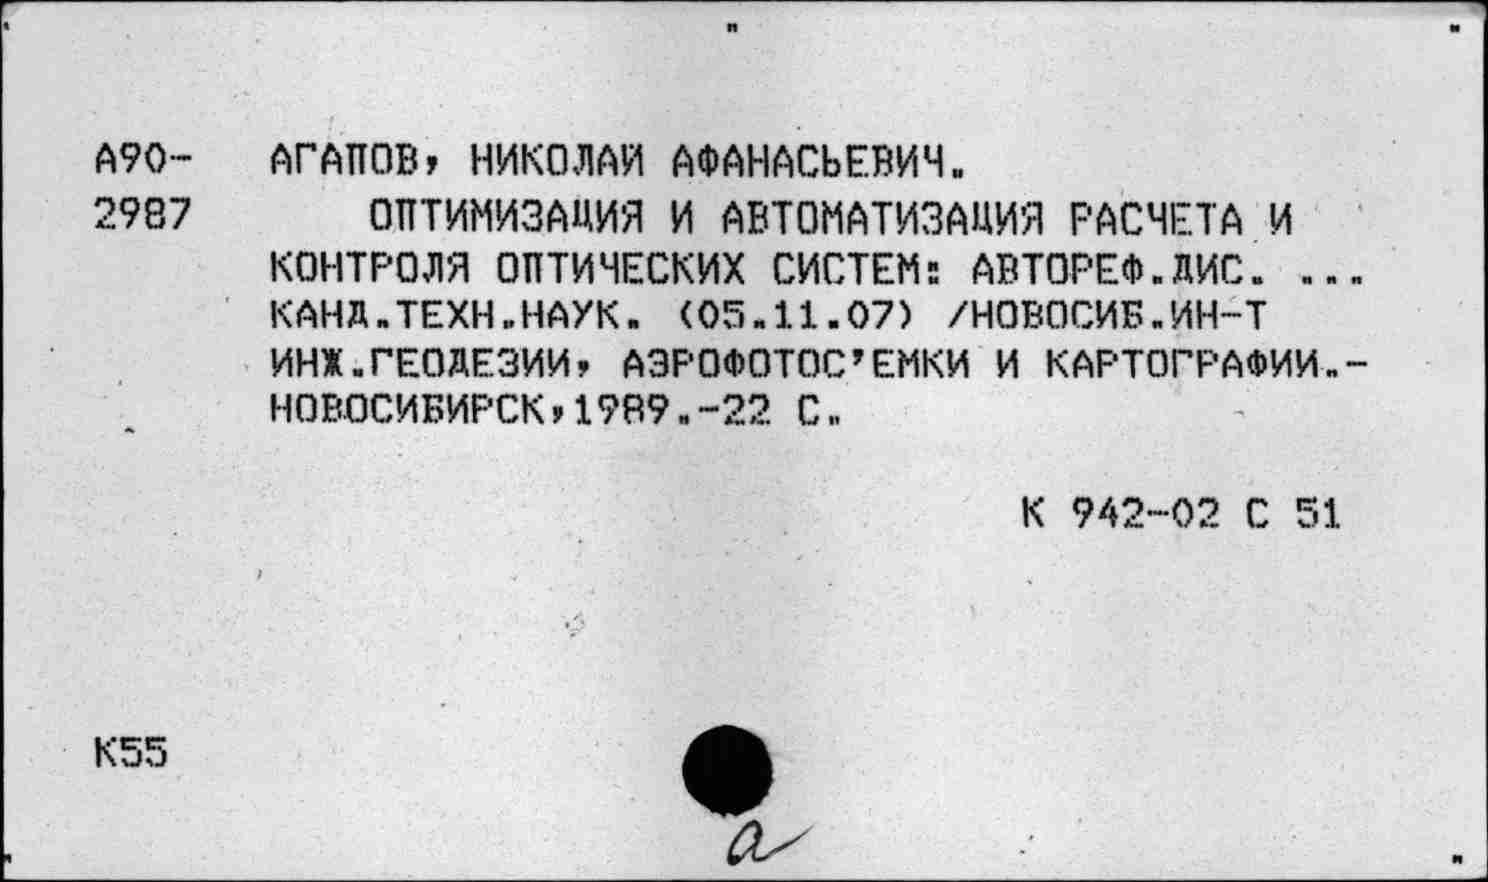 А90- АГАПОВ, НИКОЛАЙ АФАНАСЬЕВИЧ.
2987 ОПТИМИЗАЦИЯ И АВТОМАТИЗАЦИЯ РАСЧЕТА И
КОНТРОЛЯ ОПТИЧЕСКИХ СИСТЕМ: АВТОРЕФ.ДИС. ...
КАНД.ТЕХН.НАУК. (05.11.07) /НОВОСИБ.ИН-Т
ИНЖ.ГЕОДЕЗИИ, АЭРОФОТОС'ЕМКИ И КАРТОГРАФИИ.-
НОВОСИБИРСК,1989.-22 С.
К 942-02 С 51
К55
а